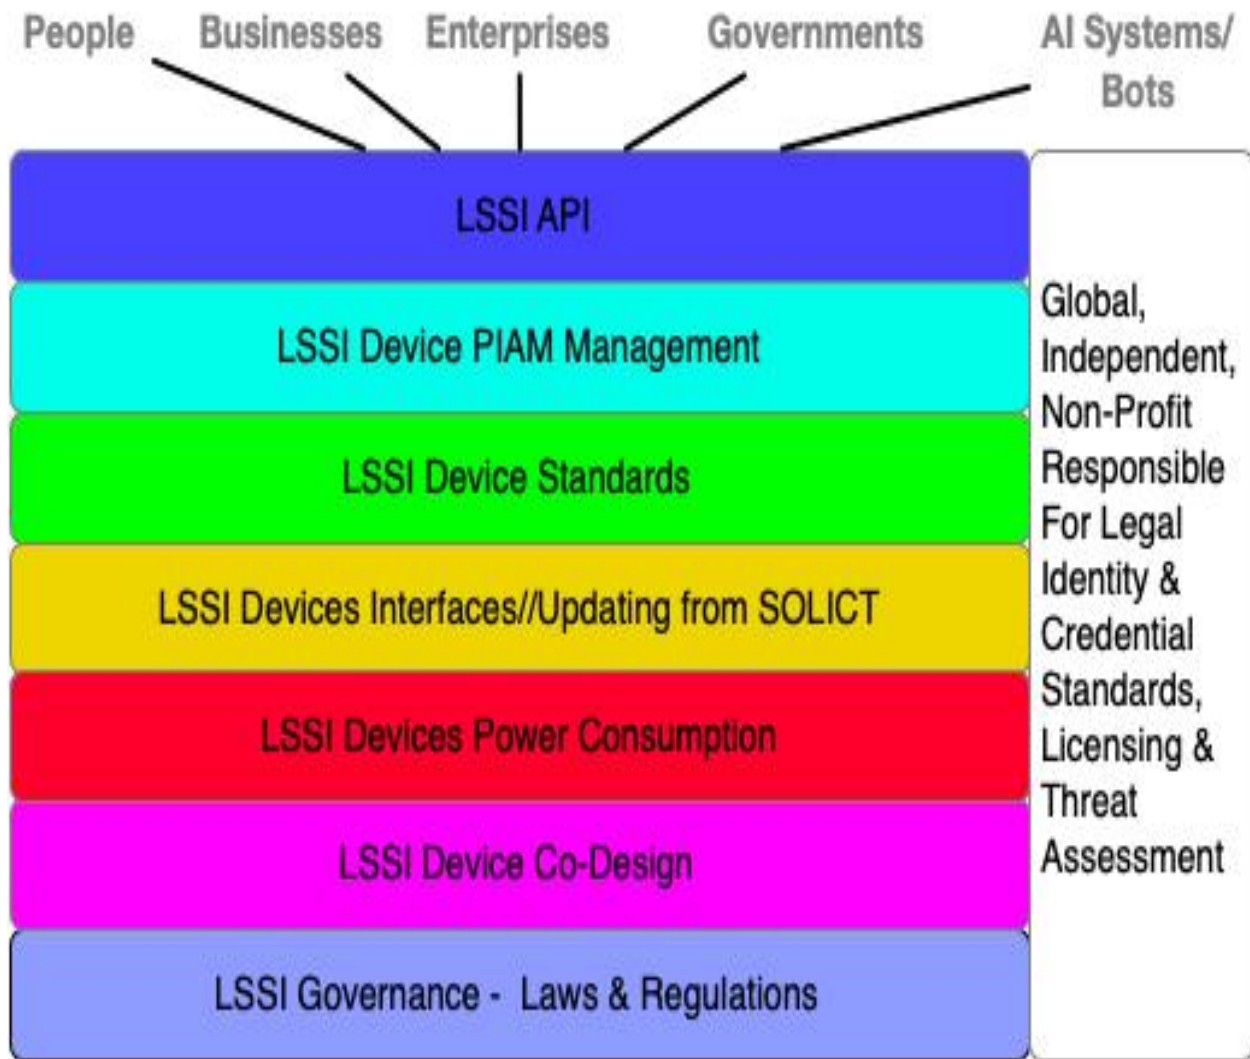 People Businesses Enterprises Governments AI Systems/
Bots
LSSI API
LSSI Device PIAM Management
LSSI Device Standards
LSSI Devices Interfaces//Updating from SOLICT
LSSI Devices Power Consumption
LSSI Device Co-Design
LSSI Governance - Laws & Regulations
Global,
Independent,
Non-Profit
Responsible
For Legal
Identity &
Credential
Standards,
Licensing &
Threat
Assessment